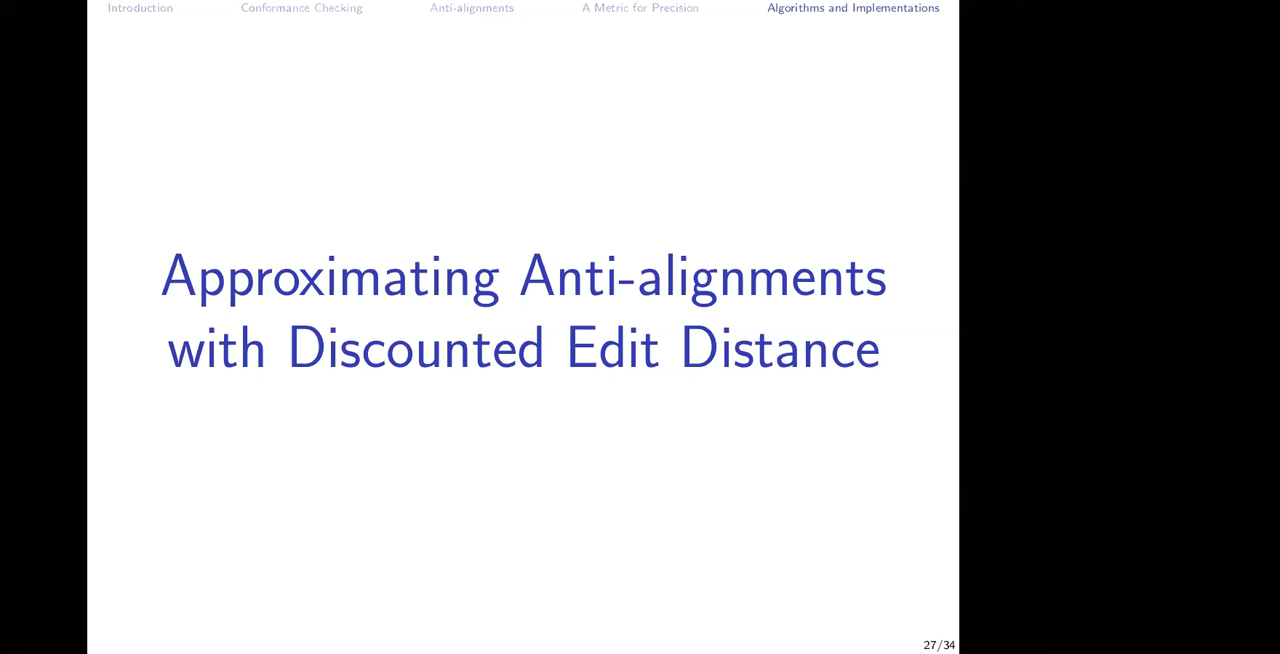 Introduction Conformance Checking Anti-alignments A Metric for Precision Algorithms and Implementations
Approximating Anti-alignments
with Discounted Edit Distance
27/34